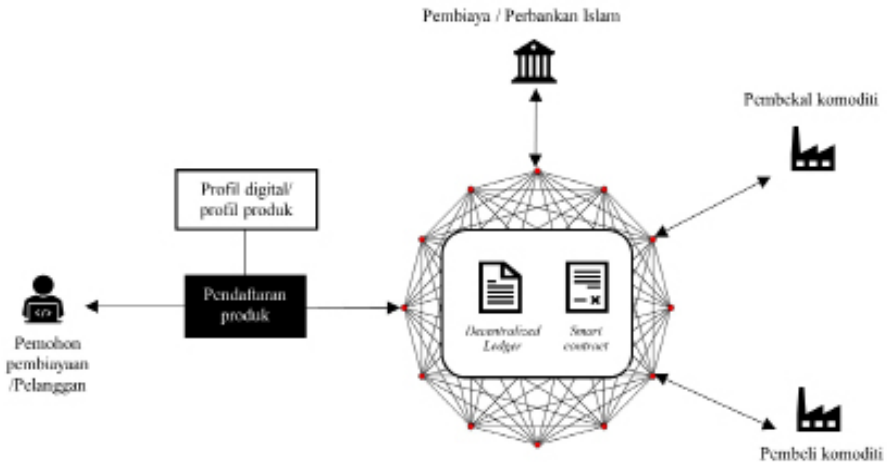 Pembiaya / Perbankan Islam
Pembekal komoditi
Profil digital/
profil produk
Pendaftaran
produk
Decentralized
Ledger
Smart
contract
Pemohon
pembiayaan
/Pelanggan
Pembeli komoditi